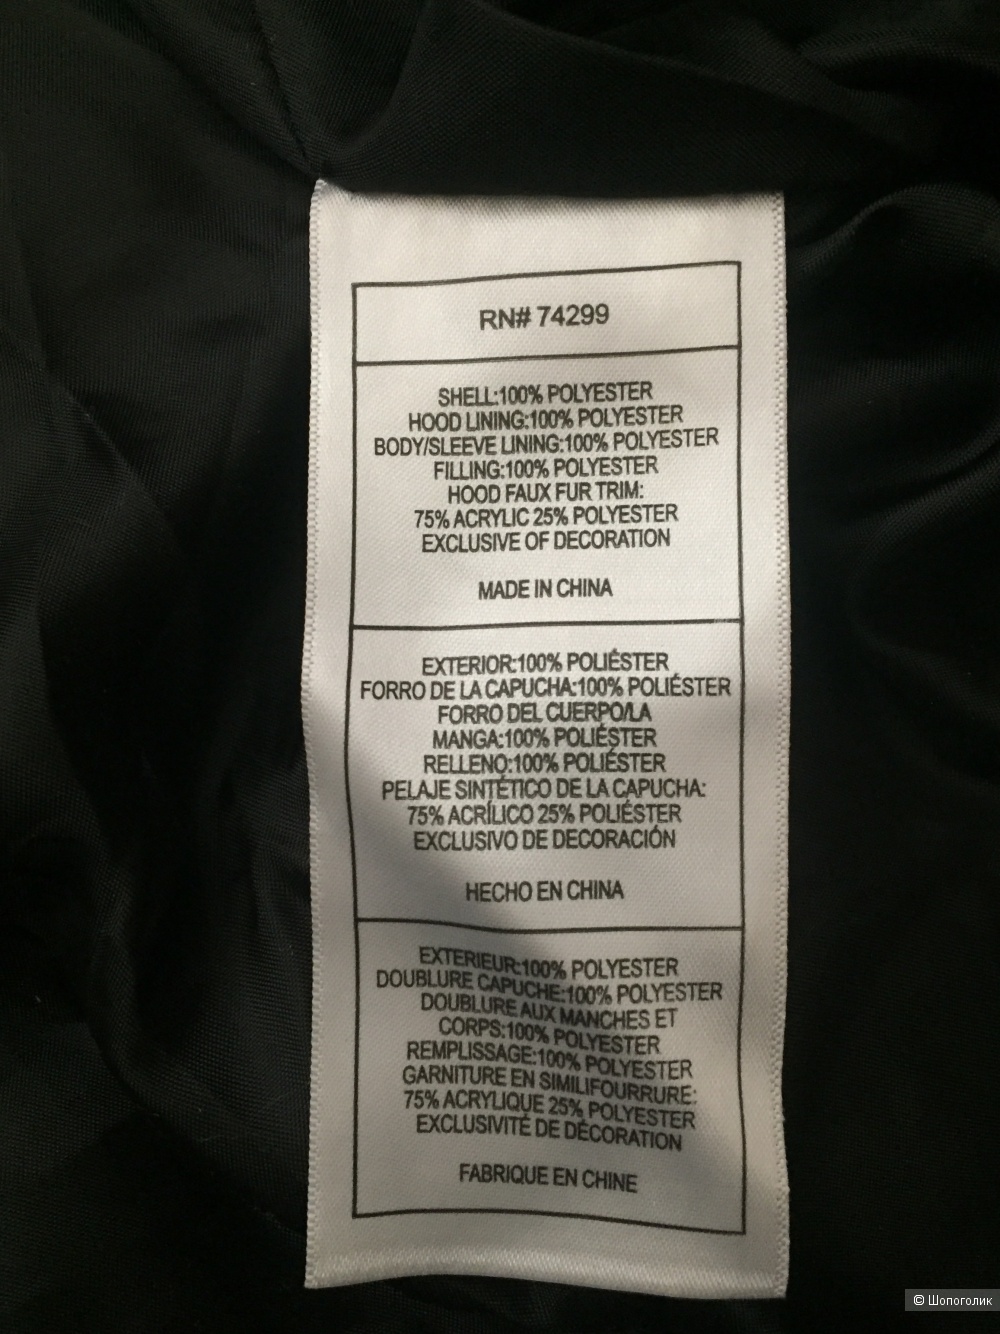 RN# 74299
SHELL:100% POLYESTER
HOOD LINING:100% POLYESTER
BODY/SLEEVE LINING:100% POLYESTER
FILLING:100% POLYESTER
HOOD FAUX FUR TRIM:
75% ACRYLIC 25% POLYESTER
EXCLUSIVE OF DECORATION
MADE IN CHINA
EXTERIOR:100% POLIÉSTER
FORRO DE LA CAPUCHA:100% POLIÉSTER
FORRO DEL CUERPO/LA
MANGA:100% POLIÉSTER
RELLENO:100% POLIÉSTER
PELAJE SINTÉTICO DE LA CAPUCHA:
75% ACRÍLICO 25% POLIÉSTER
EXCLUSIVO DE DECORACIÓN
HECHO EN CHINA
EXTERIEUR:100% POLYESTER
DOUBLURE CAPUCHE:100% POLYESTER
DOUBLURE AUX MANCHES ET
CORPS:100% POLYESTER
REMPLISSAGE:100% POLYESTER
GARNITURE EN SIMILIFOURRURE:
75% ACRYLIQUE 25% POLYESTER
EXCLUSIVITÉ DE DÉCORATION
FABRIQUE EN CHINE
© Шопоголик